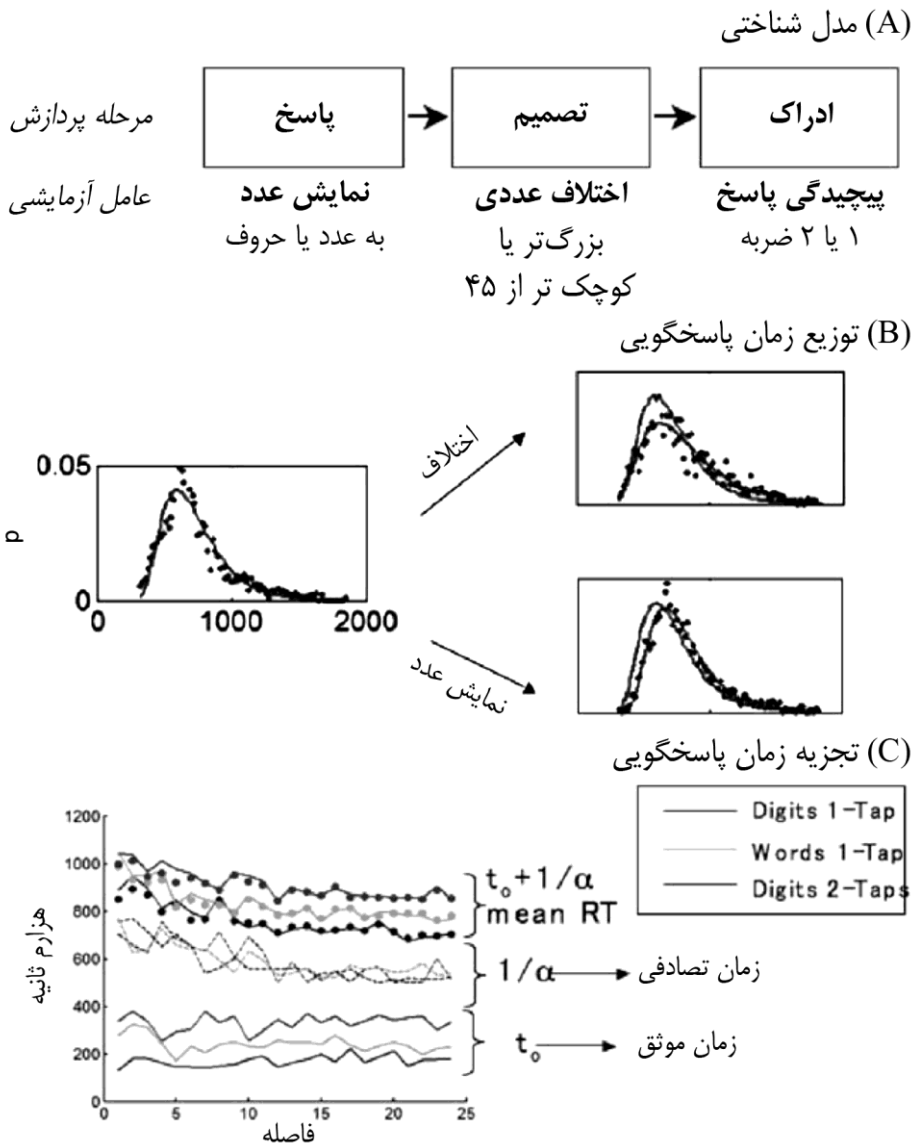 (A) مدل شناختی
مرحله پردازش
ادراک
تصمیم
پاسخ
عامل آزمایشی
پیچیدگی پاسخ
۱ یا ۲ ضربه
اختلاف عددی
بزرگ‌تر یا
کوچک تر از ۴۵
نمایش عدد
به عدد یا حروف
(B) توزیع زمان پاسخگویی
p
0.05
0
0
1000
2000
اختلاف
نمایش عدد
(C) تجزیه زمان پاسخگویی
Digits 1-Tap
Words 1-Tap
Digits 2-Taps
هزارم ثانیه
1200
1000
800
600
400
200
0
0 5 10 15 20 25
فاصله
t₀+1/α
mean RT
1/α
زمان تصادفی
t₀
زمان موثق